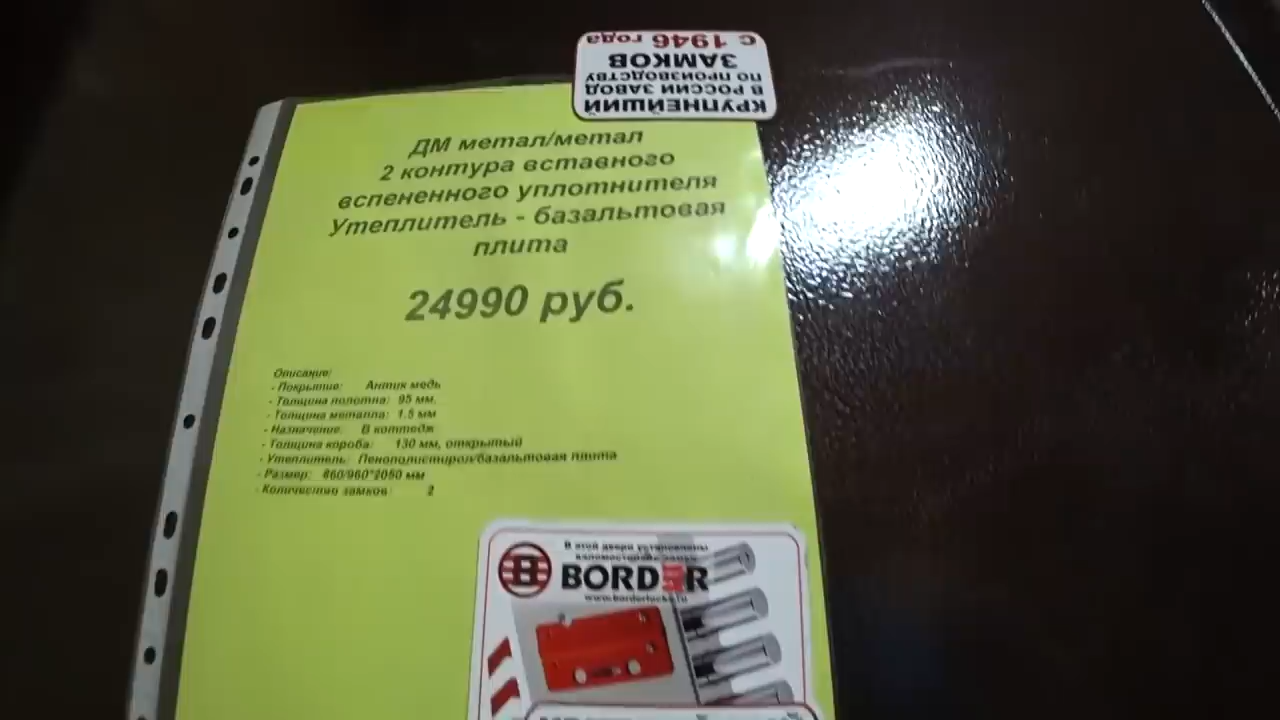 КРУПНЕЙШИЙ
В РОССИИ ЗАВОД
ПО ПРОИЗВОДСТВУ
ЗАМКОВ
С 1946 года
ДМ метал/метал
2 контура вставного
вспененного уплотнителя
Утеплитель - базальтовая
плита
24990 руб.
Описание:
- Покрытие: Антик медь
- Толщина полотна: 95 мм.
- Толщина металла: 1.5 мм
- Назначение: В коттедж
- Толщина короба: 130 мм, открытый
- Утеплитель: Пенополистирол/базальтовая плита
- Размер: 860/960*2050 мм
- Количество замков: 2
В этой двери установлены
BORDER
www.borderlocks.ru